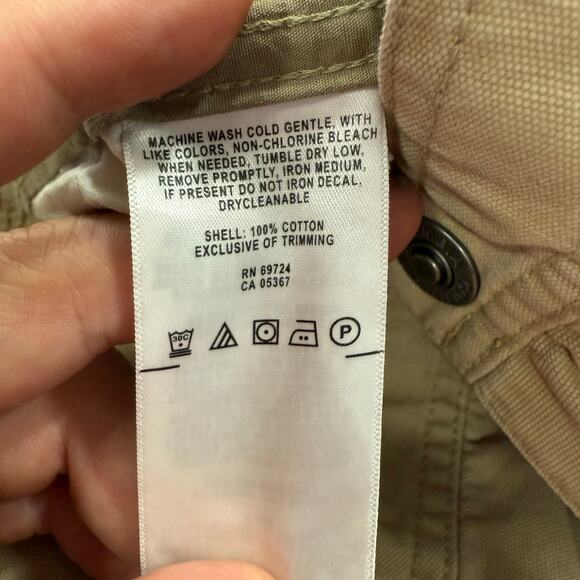 MACHINE WASH COLD GENTLE, WITH
LIKE COLORS, NON-CHLORINE BLEACH
WHEN NEEDED, TUMBLE DRY LOW,
REMOVE PROMPTLY, IRON MEDIUM,
IF PRESENT DO NOT IRON DECAL,
DRYCLEANABLE
SHELL: 100% COTTON
EXCLUSIVE OF TRIMMING
RN 69724
CA 05367
30C P